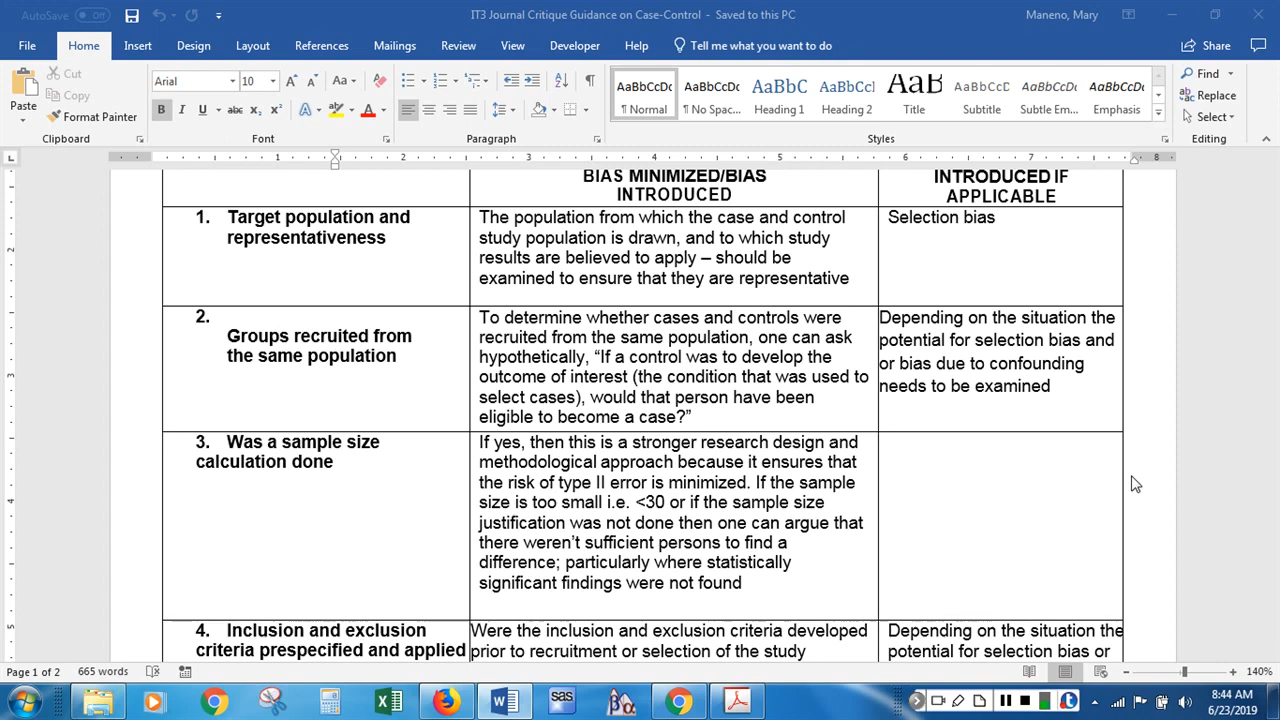 AutoSave Off
IT3 Journal Critique Guidance on Case-Control - Saved to this PC
Maneno, Mary
File Home Insert Design Layout References Mailings Review View Developer Help Tell me what you want to do Share
Paste
Cut
Copy
Format Painter
Clipboard
Arial 10
Font
Paragraph
AaBbCcDc AaBbCcDc AaBbC AaBbCcI AaB AaBbCcD AaBbCcDc AaBbCcDc
¶ Normal ¶ No Spac... Heading 1 Heading 2 Title Subtitle Subtle Em... Emphasis
Styles
Find
Replace
Select
Editing
1 2 3 4 5 6 7 8
BIAS MINIMIZED/BIAS
INTRODUCED
INTRODUCED IF
APPLICABLE
1. Target population and
representativeness
The population from which the case and control
study population is drawn, and to which study
results are believed to apply – should be
examined to ensure that they are representative
Selection bias
2.
Groups recruited from
the same population
To determine whether cases and controls were
recruited from the same population, one can ask
hypothetically, “If a control was to develop the
outcome of interest (the condition that was used to
select cases), would that person have been
eligible to become a case?”
Depending on the situation the
potential for selection bias and
or bias due to confounding
needs to be examined
3. Was a sample size
calculation done
If yes, then this is a stronger research design and
methodological approach because it ensures that
the risk of type II error is minimized. If the sample
size is too small i.e. <30 or if the sample size
justification was not done then one can argue that
there weren’t sufficient persons to find a
difference; particularly where statistically
significant findings were not found
4. Inclusion and exclusion
criteria prespecified and applied
Were the inclusion and exclusion criteria developed
prior to recruitment or selection of the study
Depending on the situation the
potential for selection bias or
Page 1 of 2 665 words
140%
8:44 AM
6/23/2019